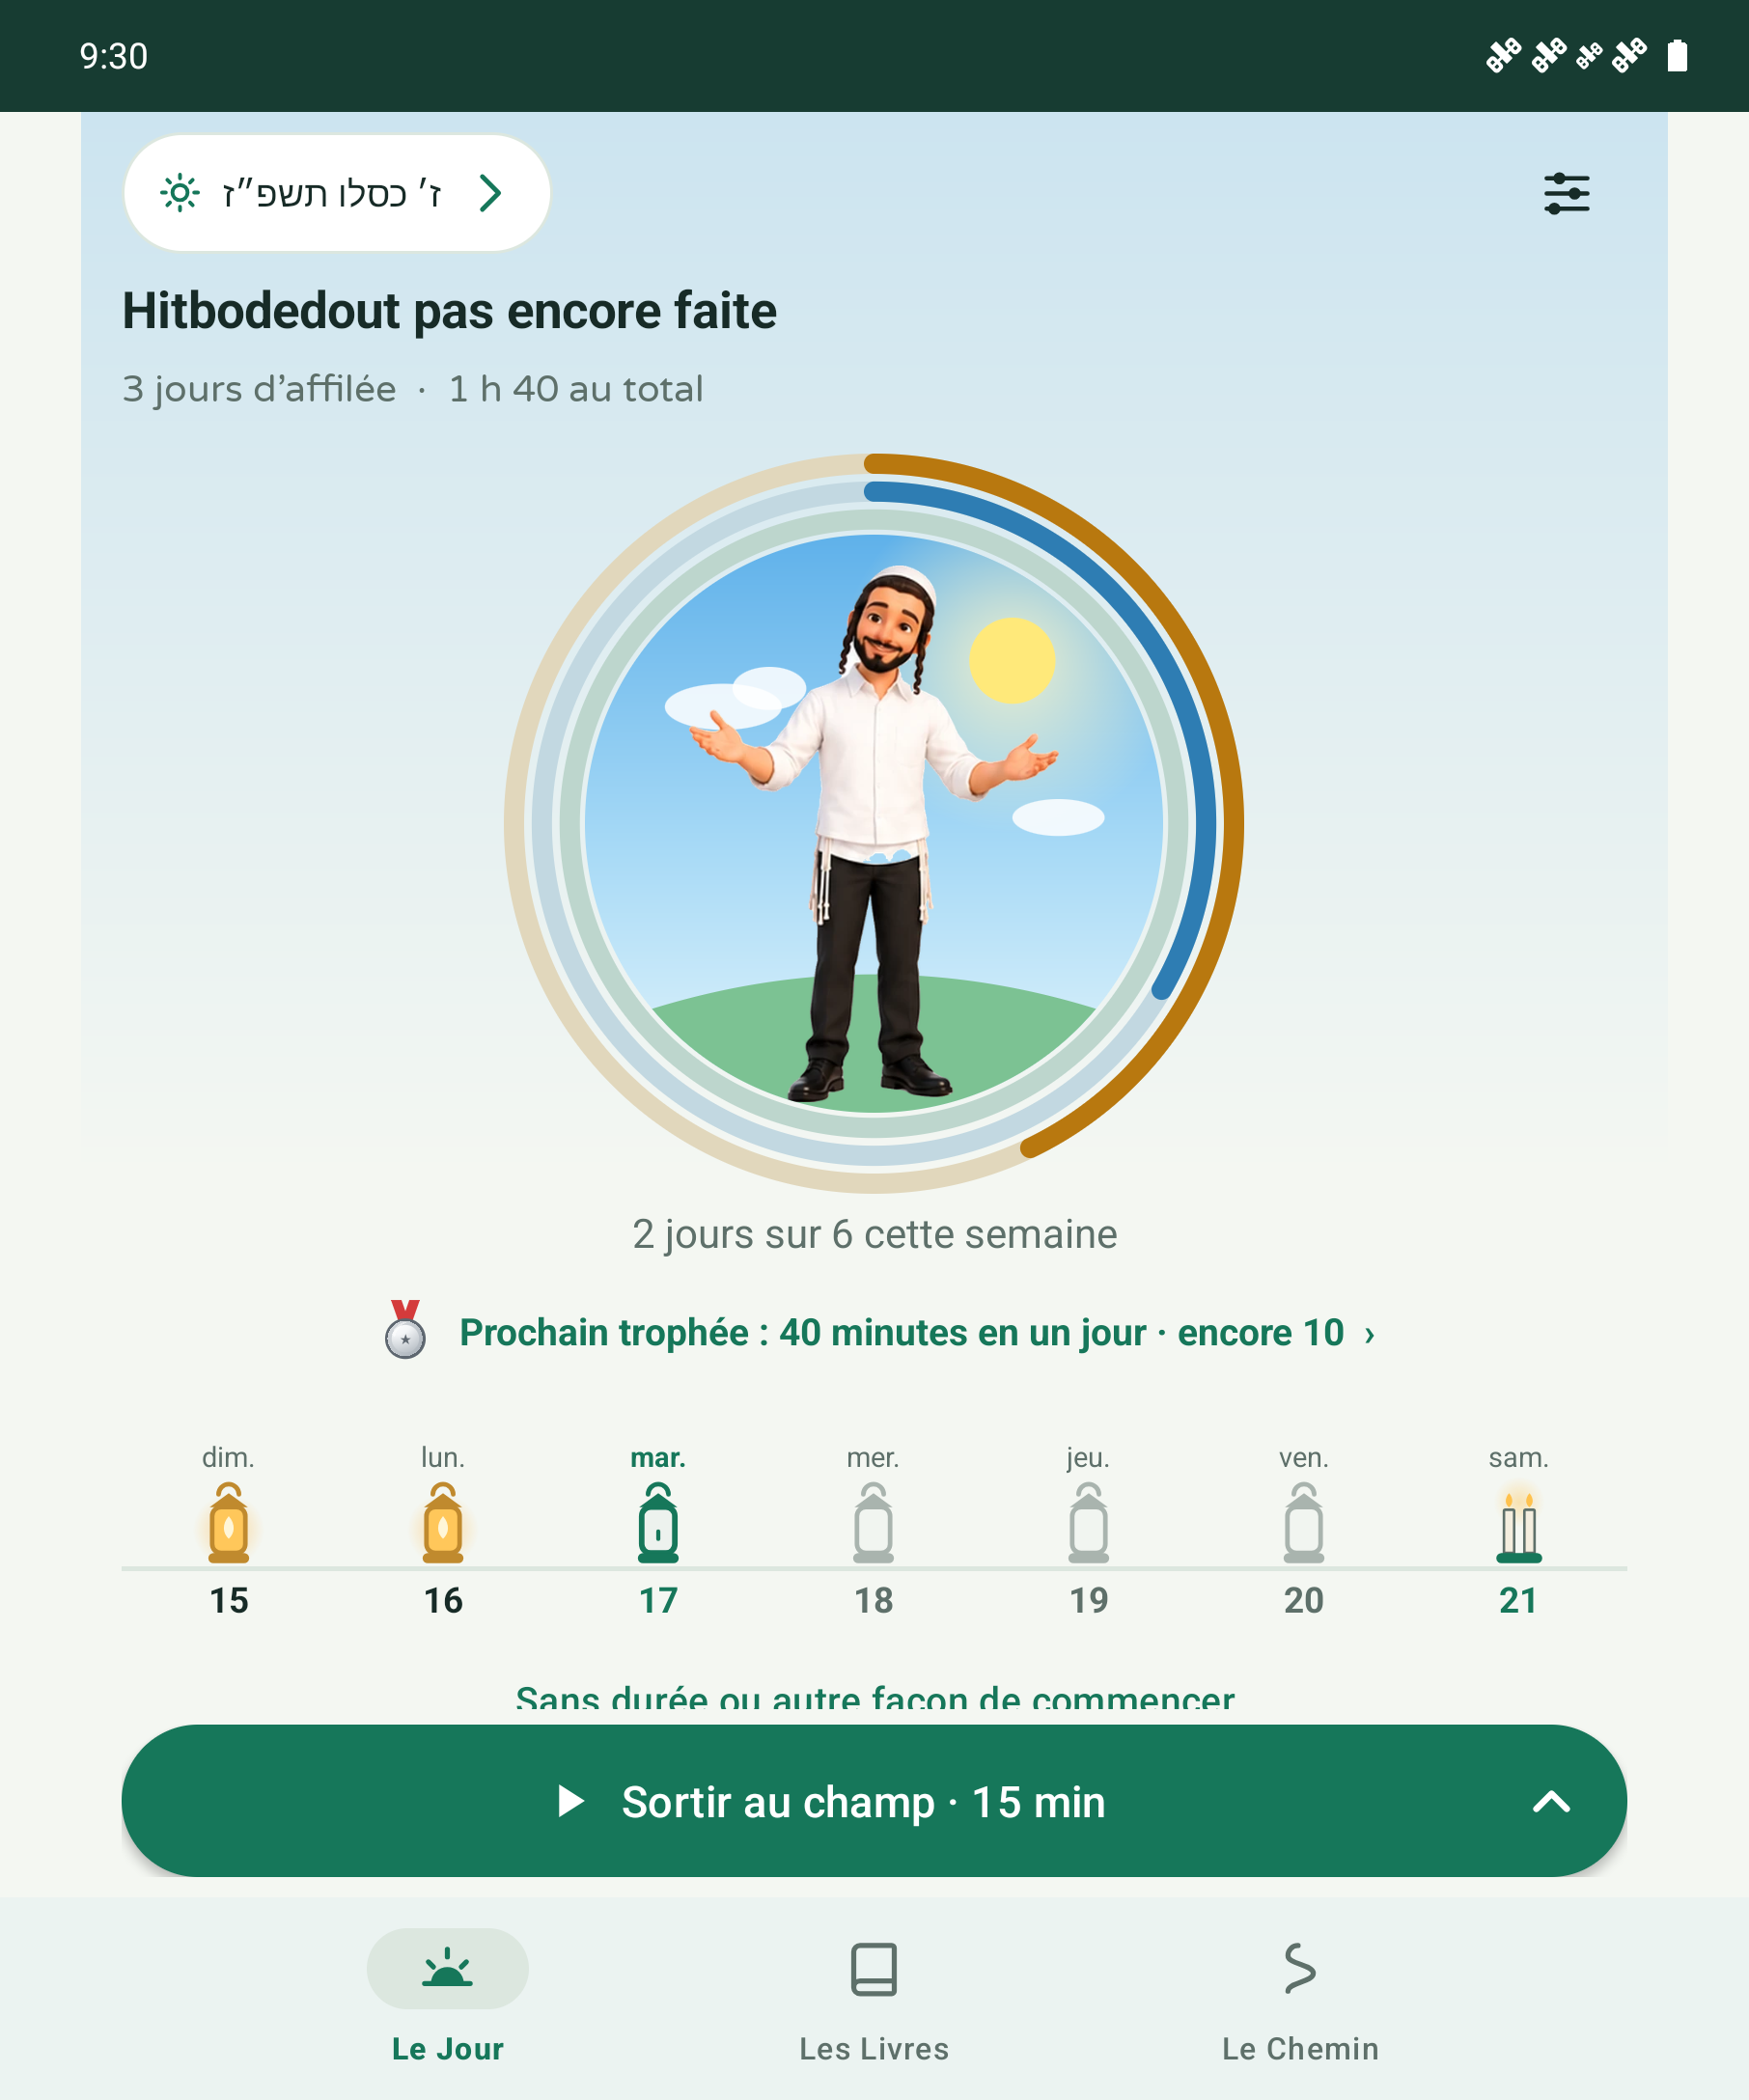 9:30
ז׳ כסלו תשפ״ז
Hitbodedout pas encore faite
3 jours d’affilée · 1 h 40 au total
2 jours sur 6 cette semaine
Prochain trophée : 40 minutes en un jour · encore 10 ›
dim. lun. mar. mer. jeu. ven. sam.
15 16 17 18 19 20 21
Sans durée ou autre façon de commencer
Sortir au champ · 15 min
Le Jour Les Livres Le Chemin